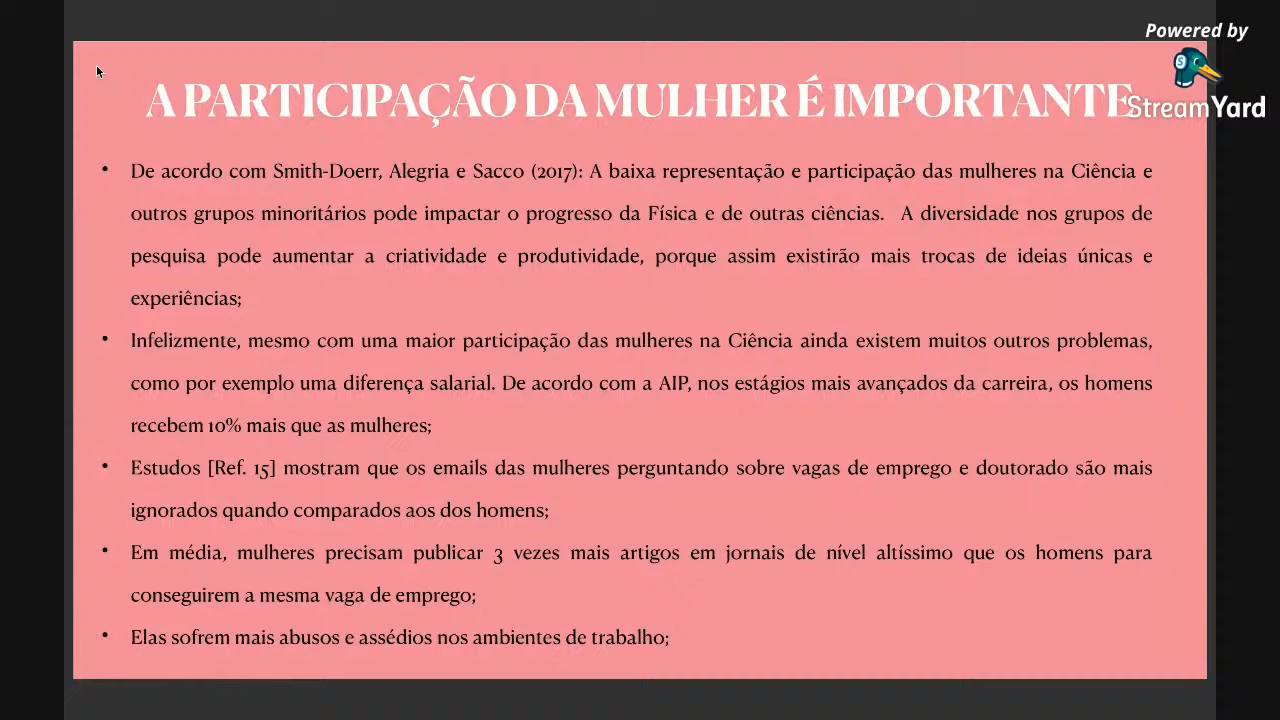 Powered by
StreamYard
A PARTICIPAÇÃO DA MULHER É IMPORTANTE
• De acordo com Smith-Doerr, Alegria e Sacco (2017): A baixa representação e participação das mulheres na Ciência e
outros grupos minoritários pode impactar o progresso da Física e de outras ciências. A diversidade nos grupos de
pesquisa pode aumentar a criatividade e produtividade, porque assim existirão mais trocas de ideias únicas e
experiências;
• Infelizmente, mesmo com uma maior participação das mulheres na Ciência ainda existem muitos outros problemas,
como por exemplo uma diferença salarial. De acordo com a AIP, nos estágios mais avançados da carreira, os homens
recebem 10% mais que as mulheres;
• Estudos [Ref. 15] mostram que os emails das mulheres perguntando sobre vagas de emprego e doutorado são mais
ignorados quando comparados aos dos homens;
• Em média, mulheres precisam publicar 3 vezes mais artigos em jornais de nível altíssimo que os homens para
conseguirem a mesma vaga de emprego;
• Elas sofrem mais abusos e assédios nos ambientes de trabalho;